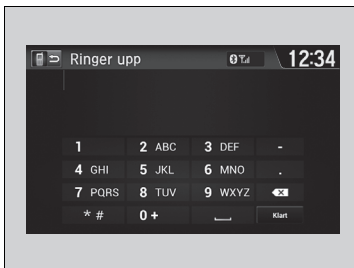 Ringer upp 12:34
1 2 ABC 3 DEF -
4 GHI 5 JKL 6 MNO .
7 PQRS 8 TUV 9 WXYZ
* # 0 + Klart